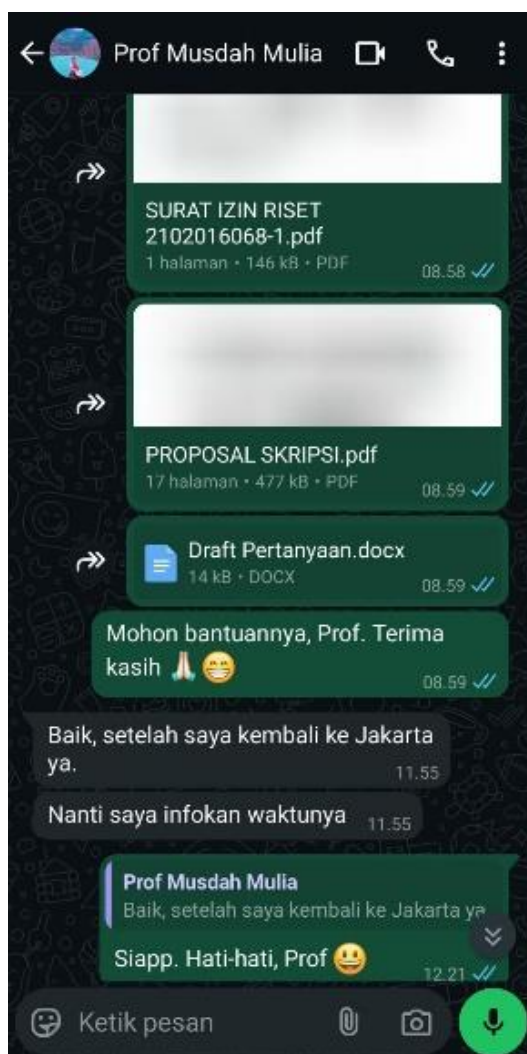 Prof Musdah Mulia
SURAT IZIN RISET
2102016068-1.pdf
1 halaman • 146 kB • PDF
08.58
PROPOSAL SKRIPSI.pdf
17 halaman • 477 kB • PDF
08.59
Draft Pertanyaan.docx
14 kB • DOCX
08.59
Mohon bantuannya, Prof. Terima
kasih 🙏🏻😁
08.59
Baik, setelah saya kembali ke Jakarta
ya.
11.55
Nanti saya infokan waktunya
11.55
Prof Musdah Mulia
Baik, setelah saya kembali ke Jakarta ya
Siapp. Hati-hati, Prof 😃
12.21
Ketik pesan